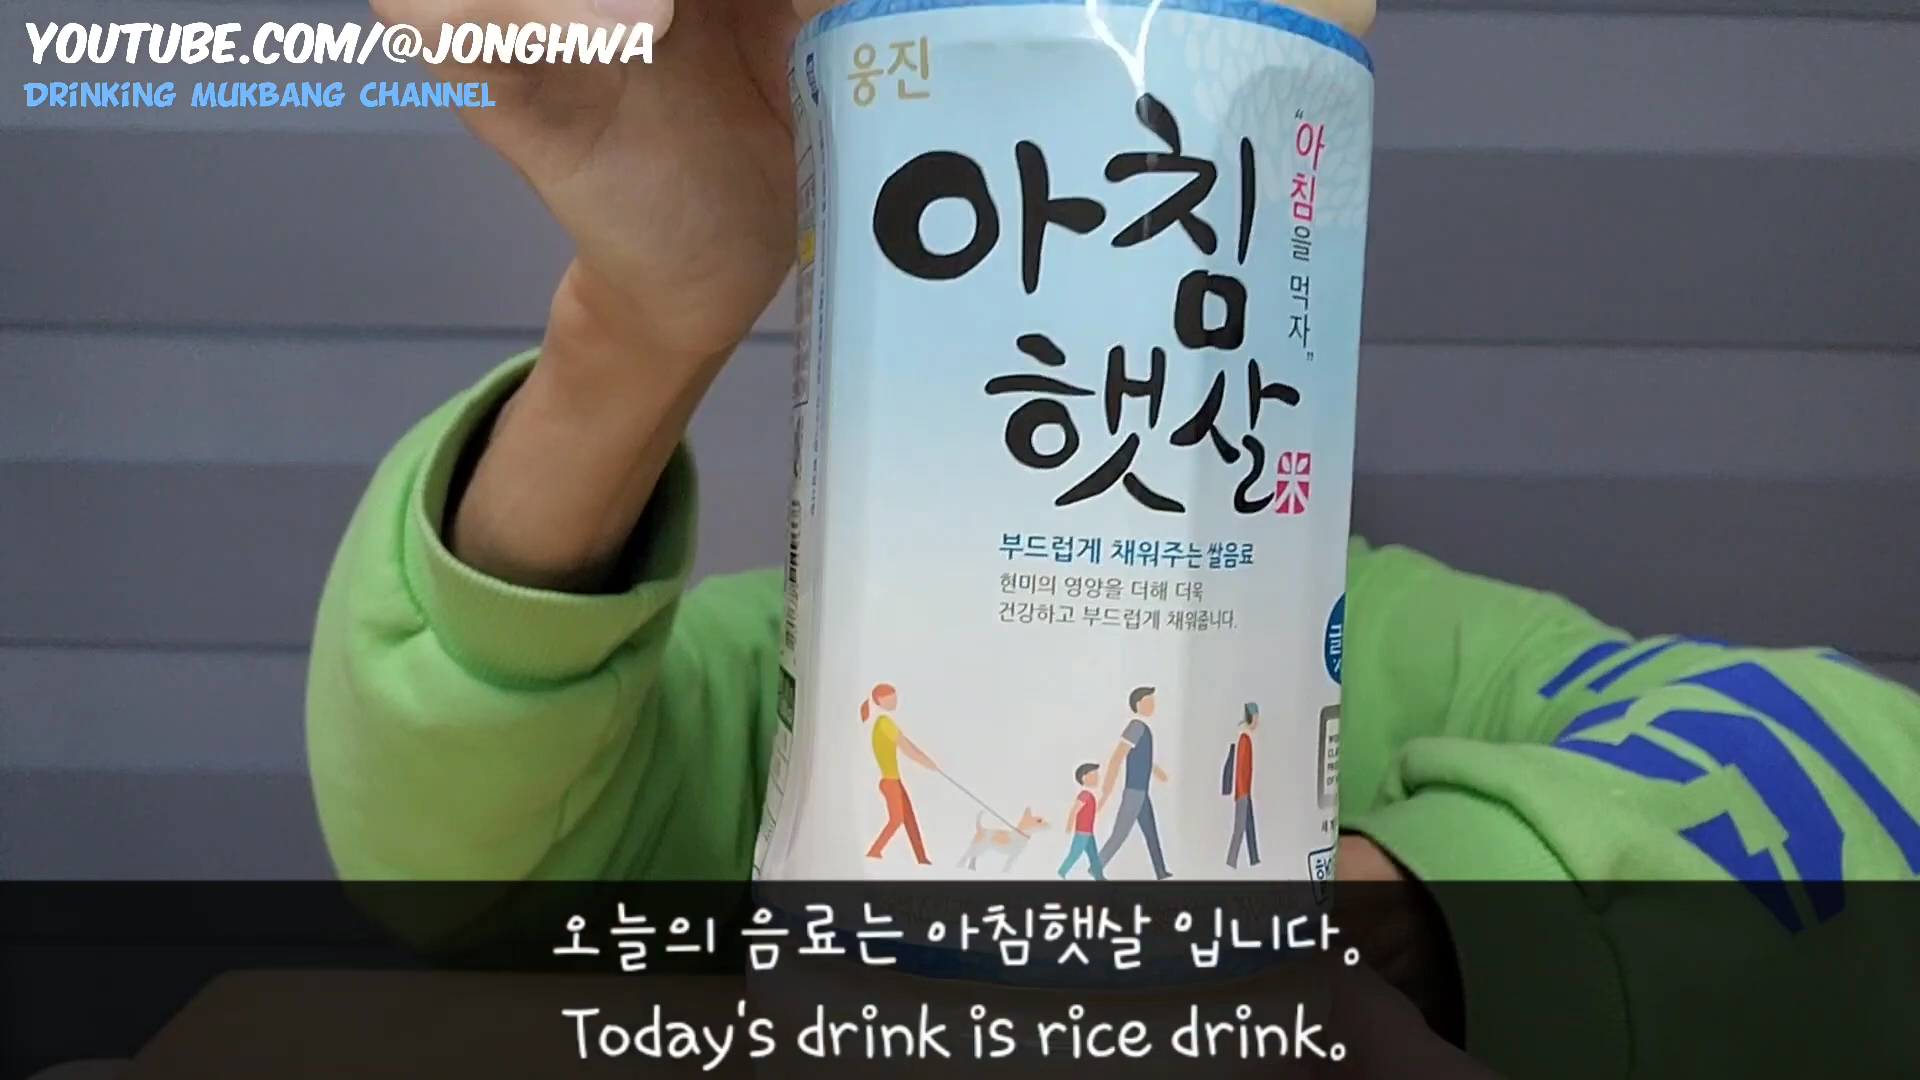 YOUTUBE.COM/@JONGHWA
DRINKING MUKBANG CHANNEL
웅진
아침
햇살
米
"아침을 먹자"
부드럽게 채워주는 쌀음료
현미의 영양을 더해 더욱
건강하고 부드럽게 채워줍니다.
오늘의 음료는 아침햇살 입니다.
Today's drink is rice drink.